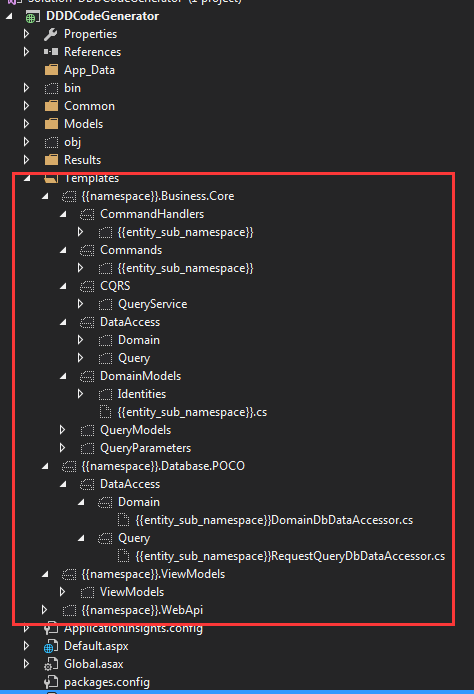 Solution 'DDDCodeGenerator' (1 project)
DDDCodeGenerator
Properties
References
App_Data
bin
Common
Models
obj
Results
Templates
{{namespace}}.Business.Core
CommandHandlers
{{entity_sub_namespace}}
Commands
{{entity_sub_namespace}}
CQRS
QueryService
DataAccess
Domain
Query
DomainModels
Identities
{{entity_sub_namespace}}.cs
QueryModels
QueryParameters
{{namespace}}.Database.POCO
DataAccess
Domain
{{entity_sub_namespace}}DomainDbDataAccessor.cs
Query
{{entity_sub_namespace}}RequestQueryDbDataAccessor.cs
{{namespace}}.ViewModels
ViewModels
{{namespace}}.WebApi
ApplicationInsights.config
Default.aspx
Global.asax
packages.config